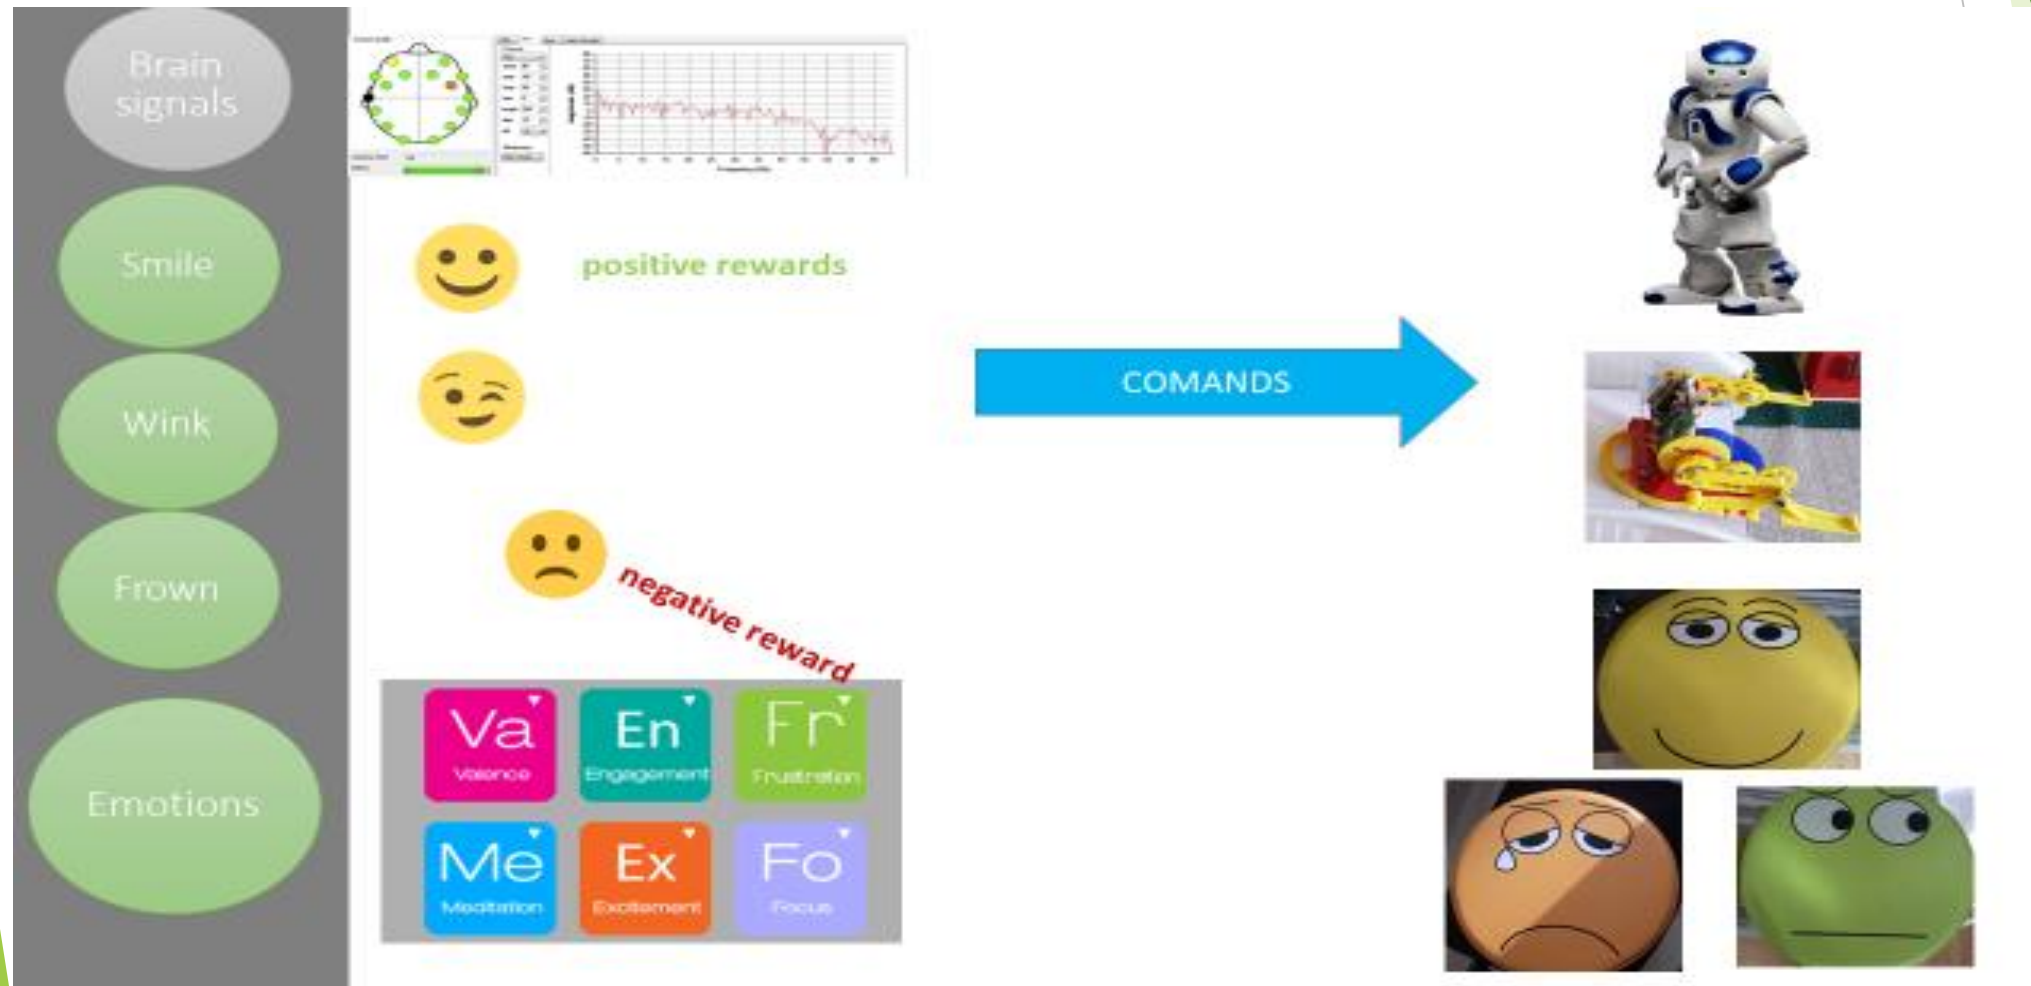 Brain
signals
Smile
positive rewards
Wink
COMANDS
Frown
negative reward
Emotions
Va
Valence
En
Engagement
Fr
Frustration
Me
Meditation
Ex
Excitement
Fo
Focus